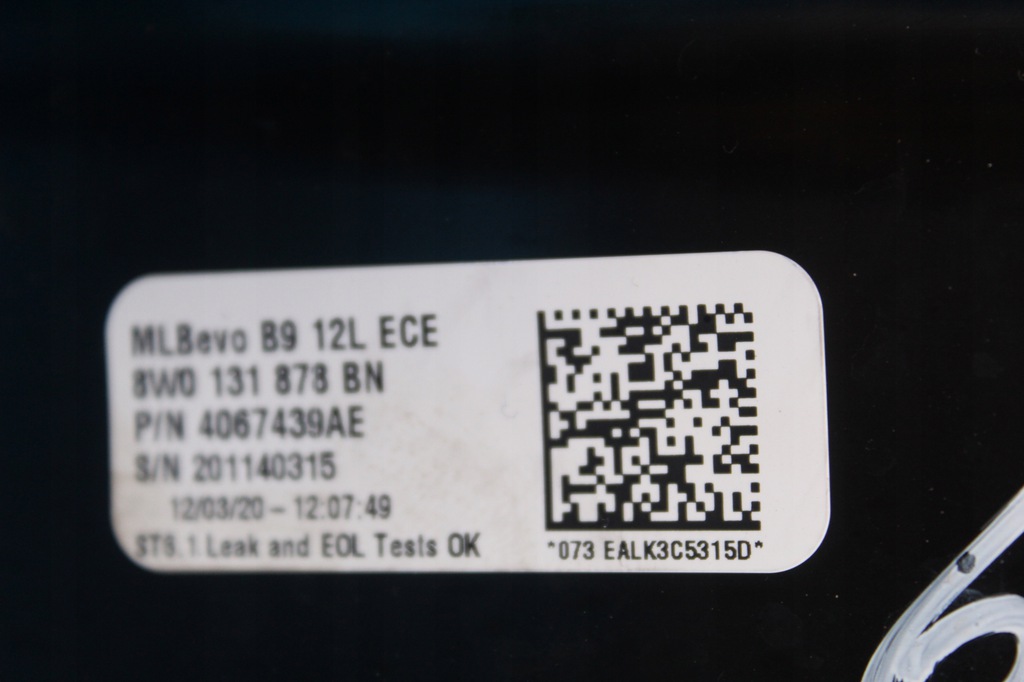 MLBevo B9 12L ECE
8W0 131 878 BN
P/N 4067439AE
S/N 201140315
12/03/20 – 12:07:49
ST6.1 Leak and EOL Tests OK
*073 EALK3C5315D*